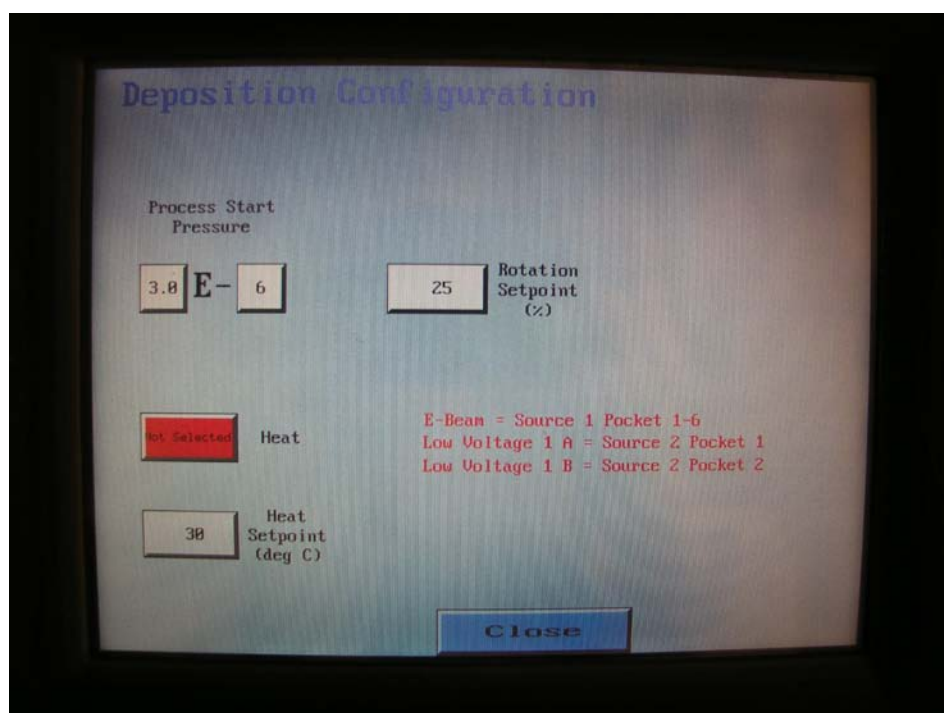 Deposition Configuration
Process Start
Pressure
3.0 E- 6
25
Rotation
Setpoint
(%)
Not Selected
Heat
E-Beam = Source 1 Pocket 1-6
Low Voltage 1 A = Source 2 Pocket 1
Low Voltage 1 B = Source 2 Pocket 2
30
Heat
Setpoint
(deg C)
Close